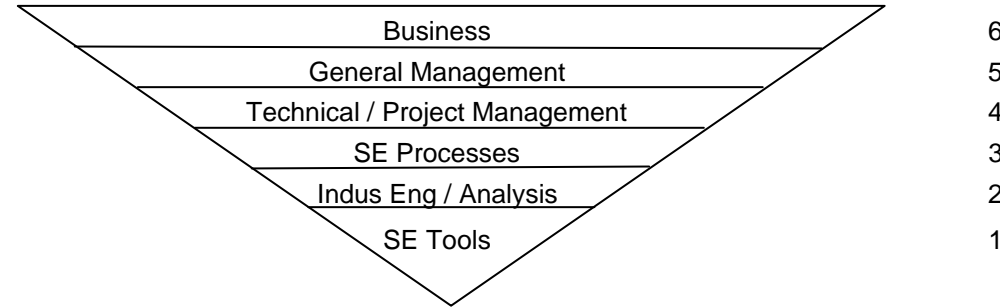 Business 6
General Management 5
Technical / Project Management 4
SE Processes 3
Indus Eng / Analysis 2
SE Tools 1